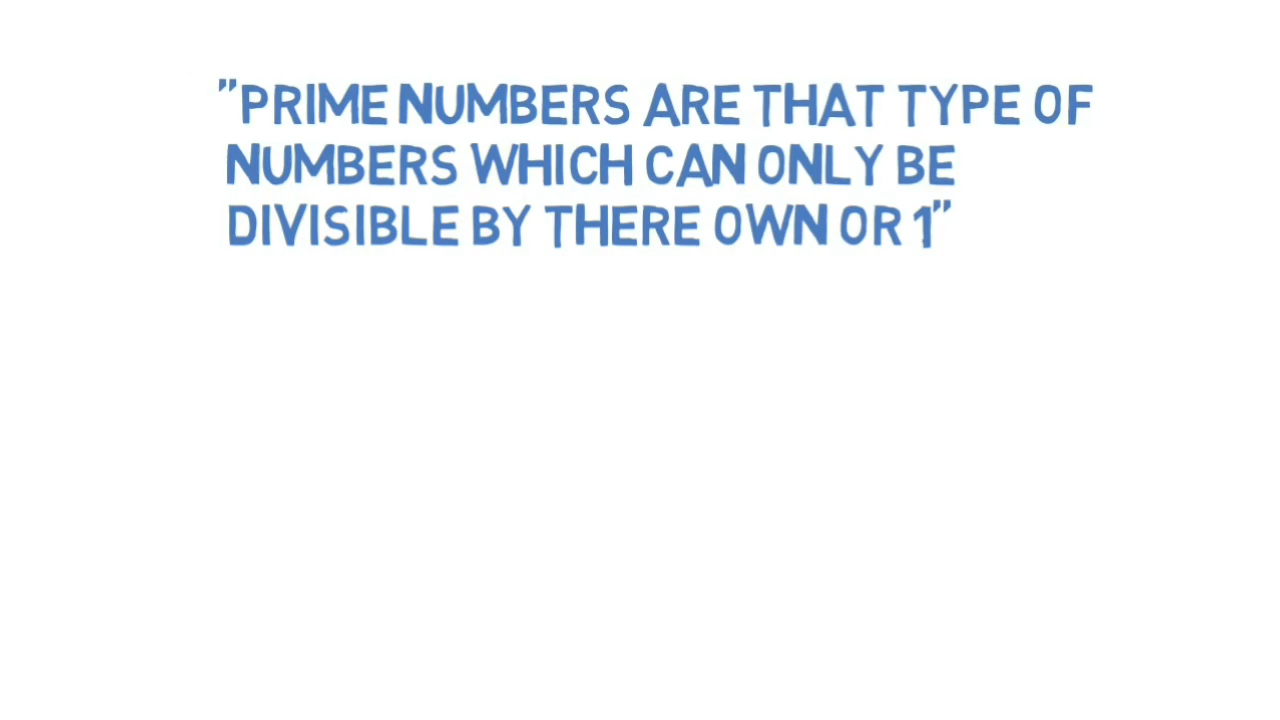 "PRIME NUMBERS ARE THAT TYPE OF
NUMBERS WHICH CAN ONLY BE
DIVISIBLE BY THERE OWN OR 1"